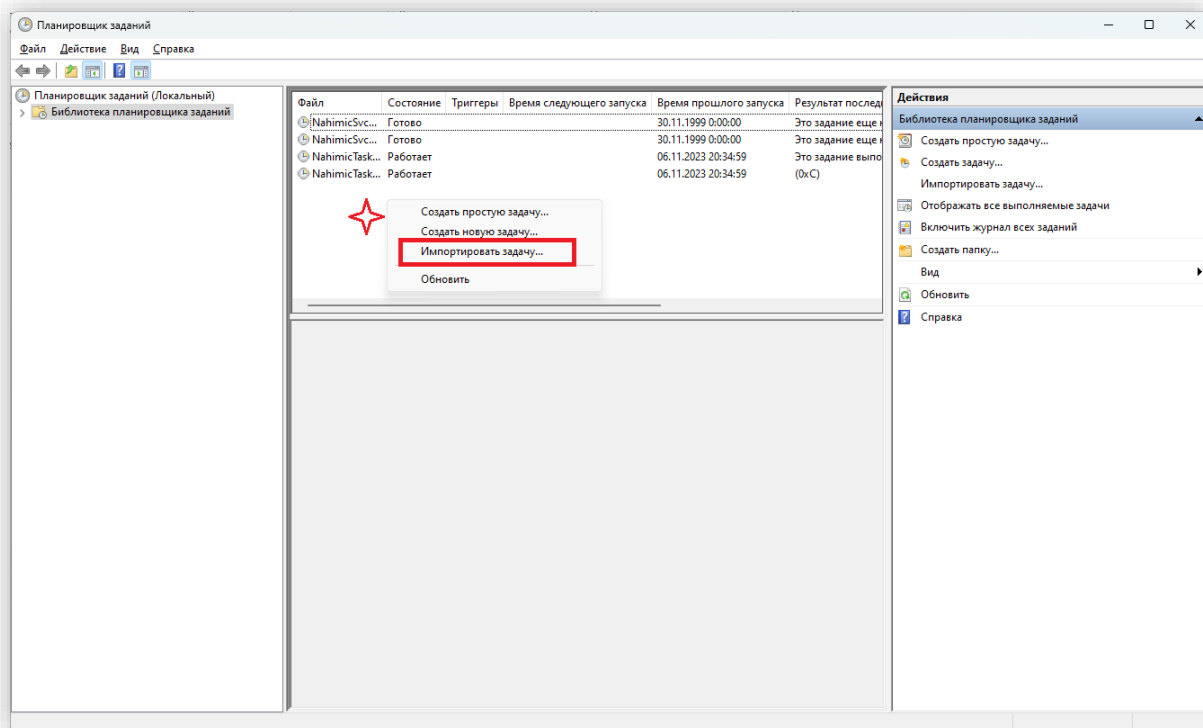 Планировщик заданий
Файл Действие Вид Справка
Планировщик заданий (Локальный)
Библиотека планировщика заданий
Файл Состояние Триггеры Время следующего запуска Время прошлого запуска Результат последн
NahimicSvc... Готово 30.11.1999 0:00:00 Это задание еще н
NahimicSvc... Готово 30.11.1999 0:00:00 Это задание еще н
NahimicTask... Работает 06.11.2023 20:34:59 Это задание выпо
NahimicTask... Работает 06.11.2023 20:34:59 (0xC)
Создать простую задачу...
Создать новую задачу...
Импортировать задачу...
Обновить
Действия
Библиотека планировщика заданий
Создать простую задачу...
Создать задачу...
Импортировать задачу...
Отображать все выполняемые задачи
Включить журнал всех заданий
Создать папку...
Вид
Обновить
Справка